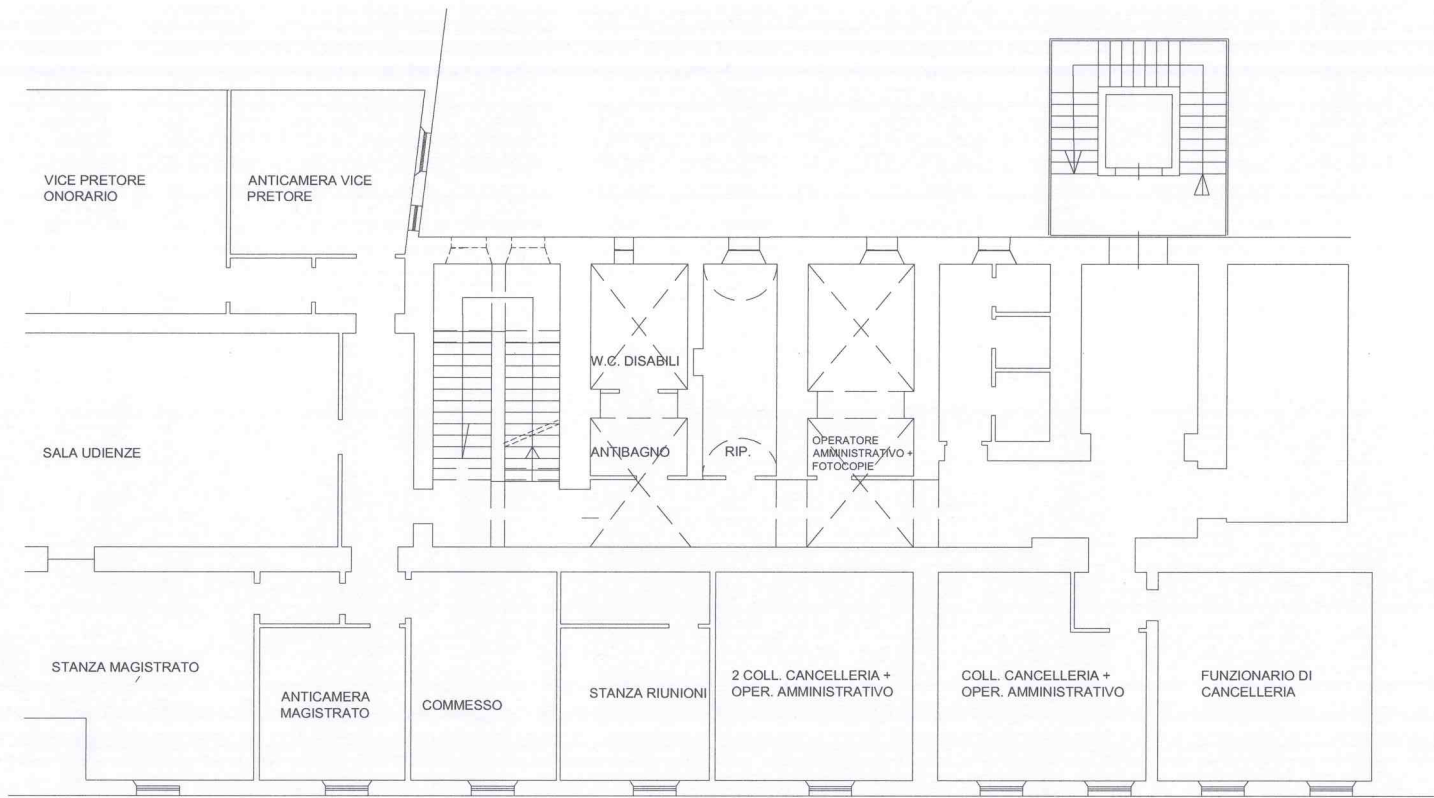 VICE PRETORE
ONORARIO
ANTICAMERA VICE
PRETORE
W.C. DISABILI
SALA UDIENZE
ANTIBAGNO
RIP.
OPERATORE
AMMINISTRATIVO +
FOTOCOPIE
STANZA MAGISTRATO
ANTICAMERA
MAGISTRATO
COMMESSO
STANZA RIUNIONI
2 COLL. CANCELLERIA +
OPER. AMMINISTRATIVO
COLL. CANCELLERIA +
OPER. AMMINISTRATIVO
FUNZIONARIO DI
CANCELLERIA